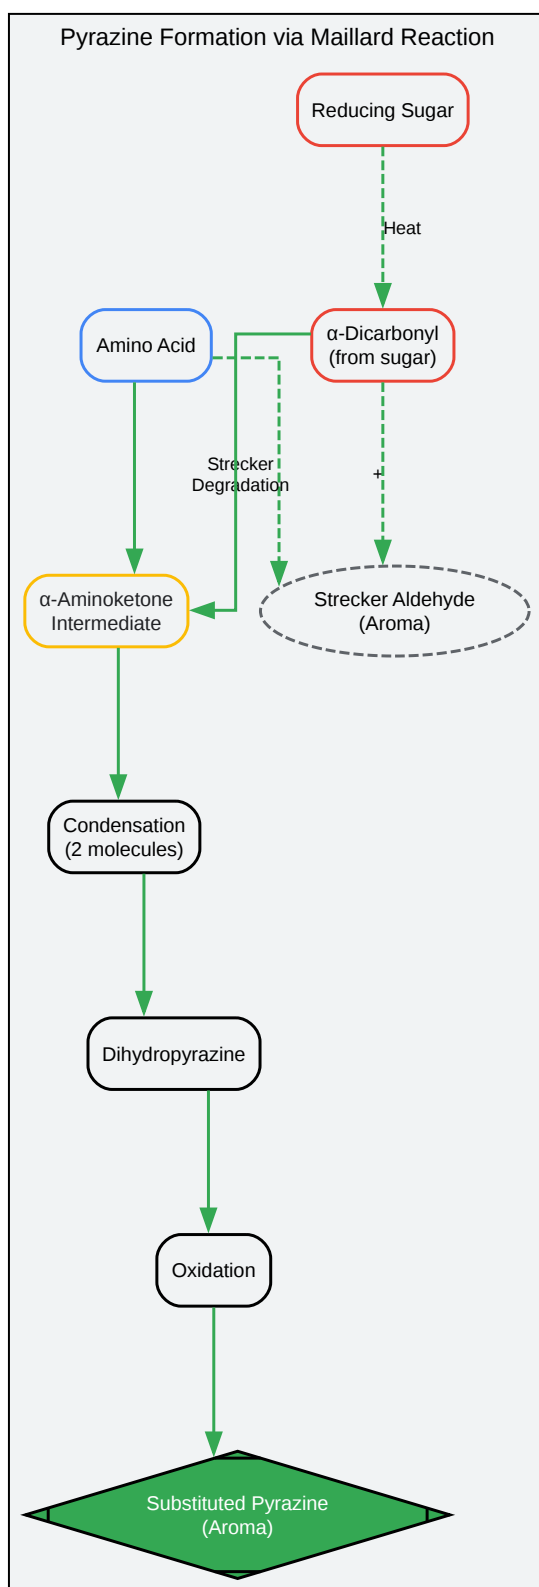 Pyrazine Formation via Maillard Reaction
Reducing Sugar
Heat
Amino Acid
α-Dicarbonyl
(from sugar)
Strecker
Degradation
+
α-Aminoketone
Intermediate
Strecker Aldehyde
(Aroma)
Condensation
(2 molecules)
Dihydropyrazine
Oxidation
Substituted Pyrazine
(Aroma)